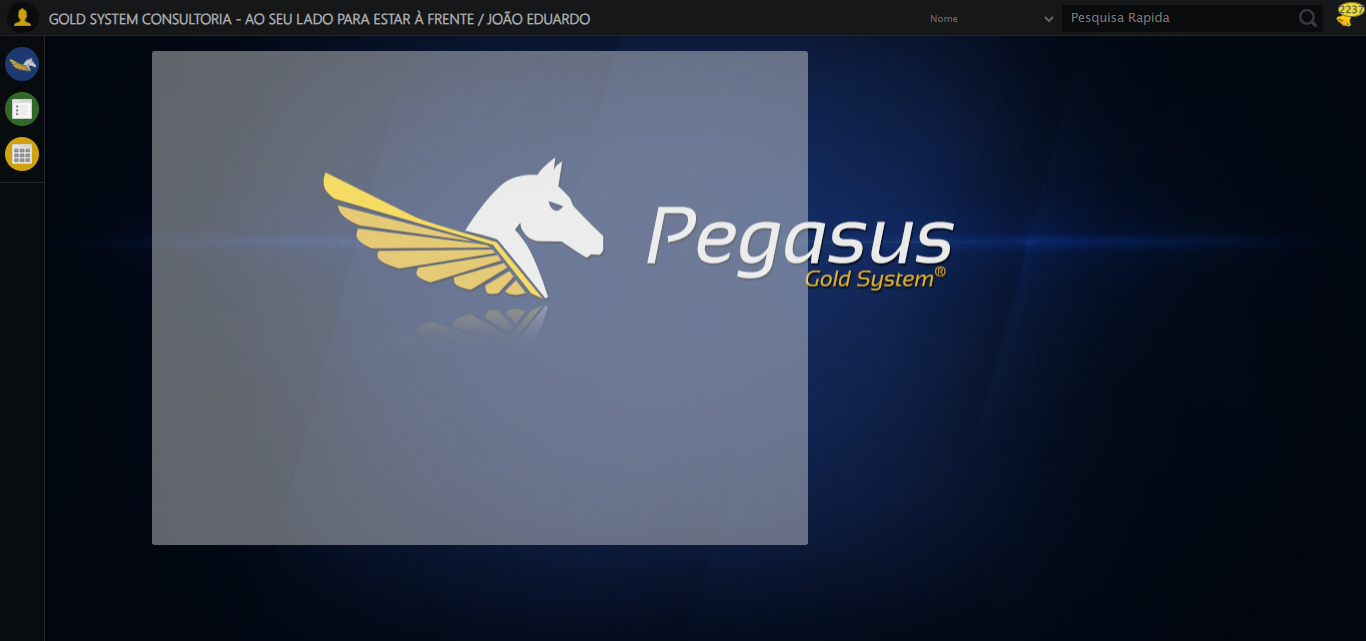 GOLD SYSTEM CONSULTORIA - AO SEU LADO PARA ESTAR À FRENTE / JOÃO EDUARDO
Nome
Pesquisa Rapida
2237
Pegasus
Gold System®